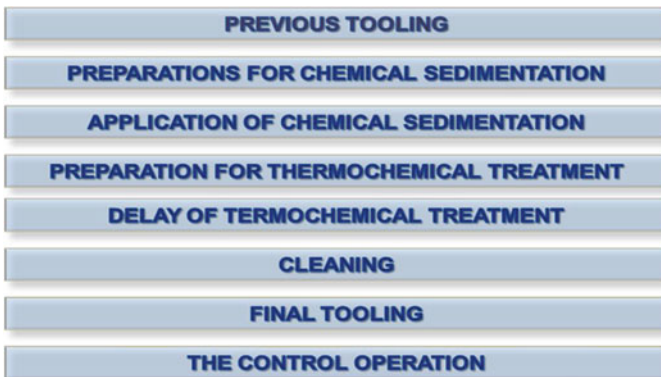 PREVIOUS TOOLING
PREPARATIONS FOR CHEMICAL SEDIMENTATION
APPLICATION OF CHEMICAL SEDIMENTATION
PREPARATION FOR THERMOCHEMICAL TREATMENT
DELAY OF TERMOCHEMICAL TREATMENT
CLEANING
FINAL TOOLING
THE CONTROL OPERATION